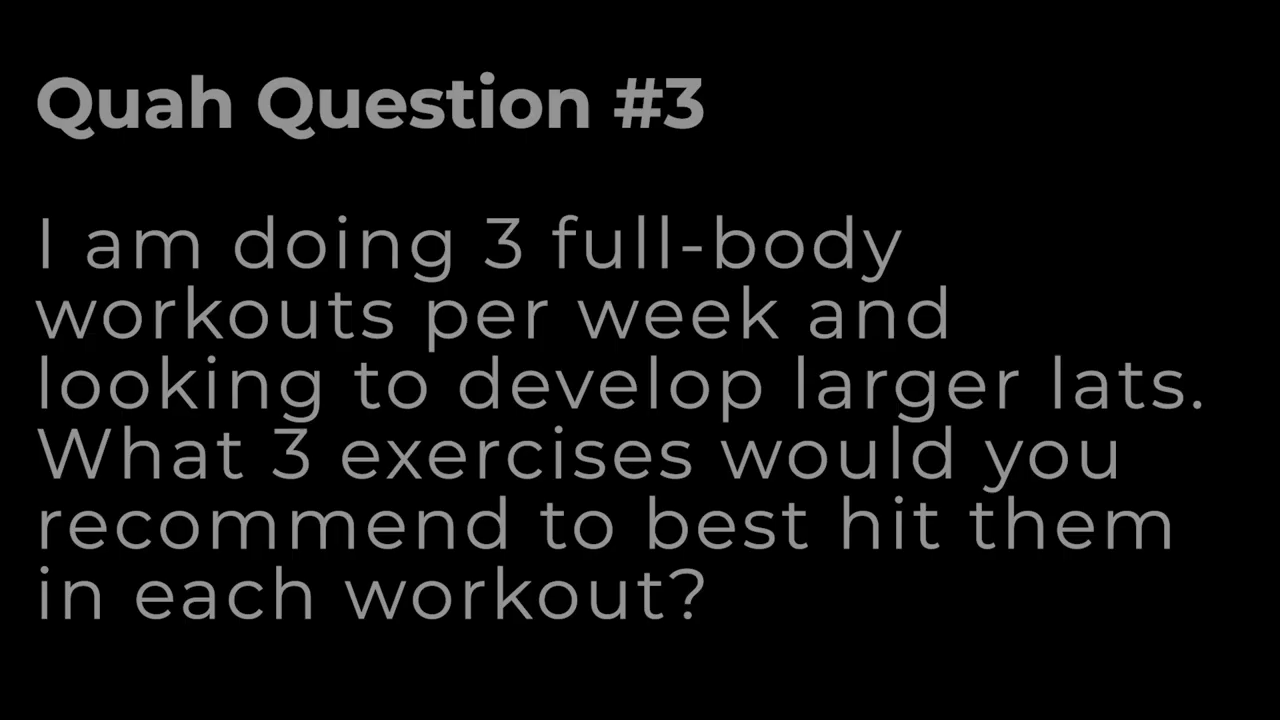 Quah Question #3
I am doing 3 full-body
workouts per week and
looking to develop larger lats.
What 3 exercises would you
recommend to best hit them
in each workout?